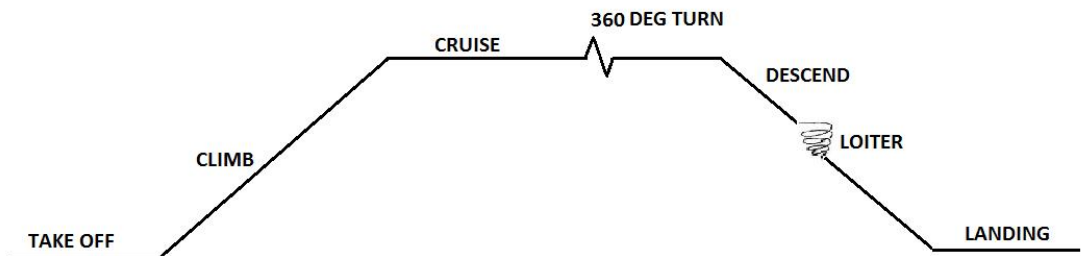 360 DEG TURN
CRUISE
DESCEND
LOITER
CLIMB
TAKE OFF
LANDING